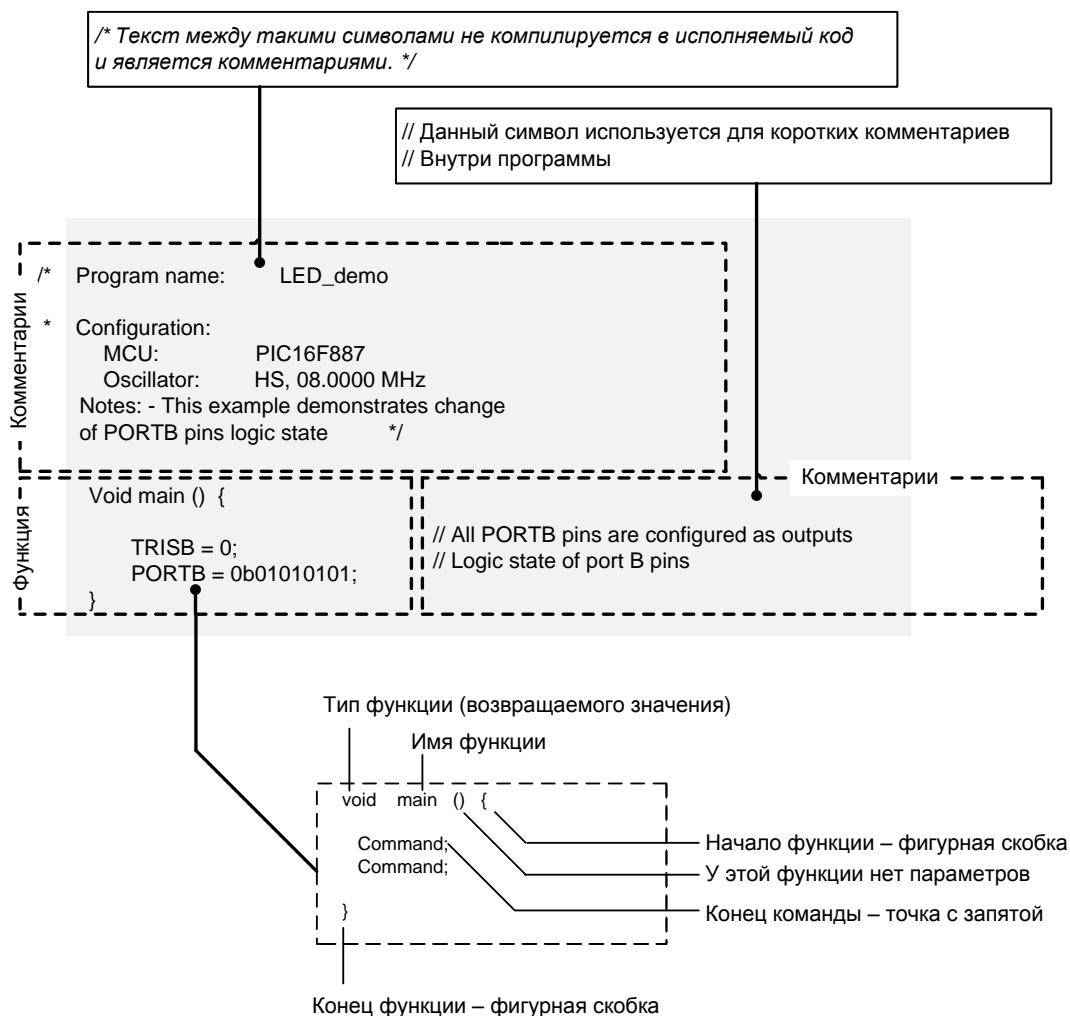 /* Текст между такими символами не компилируется в исполняемый код
и является комментариями. */
// Данный символ используется для коротких комментариев
// Внутри программы
Комментарии
/* Program name: LED_demo
* Configuration:
MCU: PIC16F887
Oscillator: HS, 08.0000 MHz
Notes: - This example demonstrates change
of PORTB pins logic state */
Функция
Void main () {
TRISB = 0;
PORTB = 0b01010101;
}
Комментарии
// All PORTB pins are configured as outputs
// Logic state of port B pins
Тип функции (возвращаемого значения)
Имя функции
void main () {
Command;
Command;
}
Начало функции – фигурная скобка
У этой функции нет параметров
Конец команды – точка с запятой
Конец функции – фигурная скобка